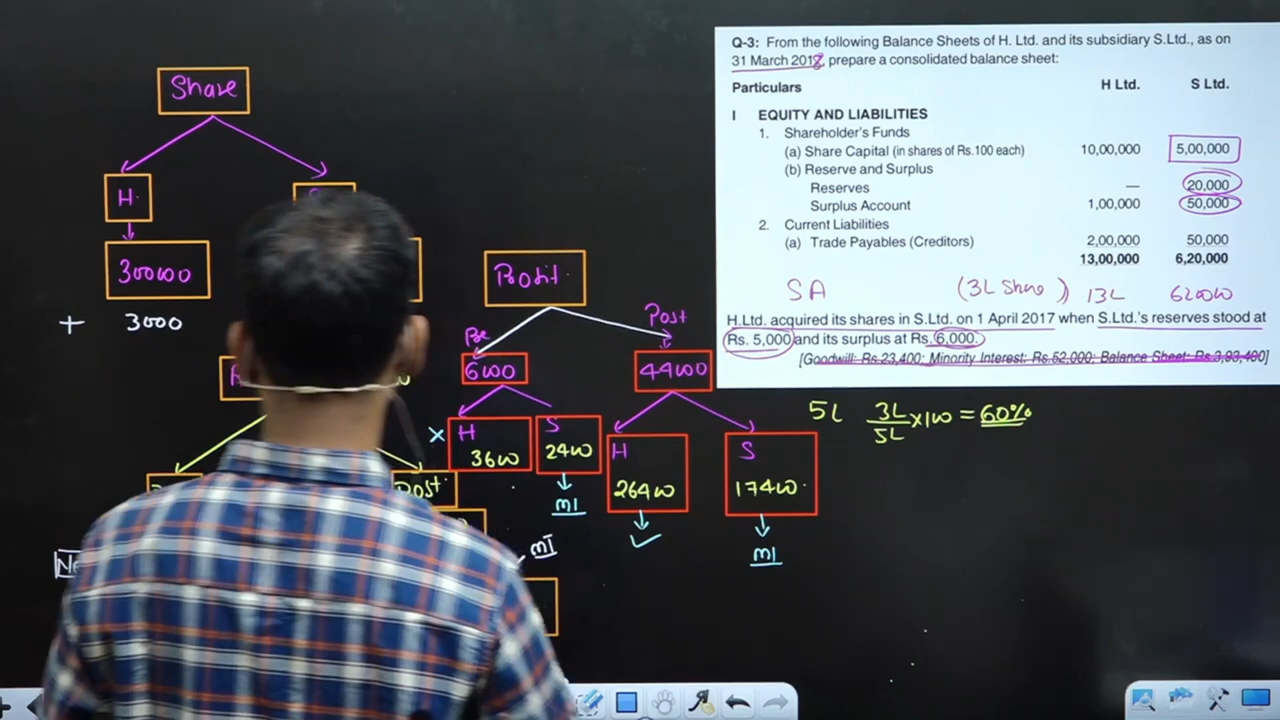 Share
H.
300000
+ 3000
Profit.
Pre
Post
6000
44000
x H
3600
S
2400
MI
H
26400
S
17400.
MI
Post
MI
Q-3: From the following Balance Sheets of H. Ltd. and its subsidiary S.Ltd., as on
31 March 2018, prepare a consolidated balance sheet:
Particulars H Ltd. S Ltd.
I EQUITY AND LIABILITIES
1. Shareholder's Funds
(a) Share Capital (in shares of Rs.100 each) 10,00,000 5,00,000
(b) Reserve and Surplus
Reserves — 20,000
Surplus Account 1,00,000 50,000
2. Current Liabilities
(a) Trade Payables (Creditors) 2,00,000 50,000
13,00,000 6,20,000
SA (3L Share) 13L 620000
H.Ltd. acquired its shares in S.Ltd. on 1 April 2017 when S.Ltd.'s reserves stood at
Rs. 5,000 and its surplus at Rs. 6,000.
[Goodwill: Rs.23,400; Minority Interest: Rs.52,000; Balance Sheet: Rs.3,93,400]
5L 3L/5L x 100 = 60%